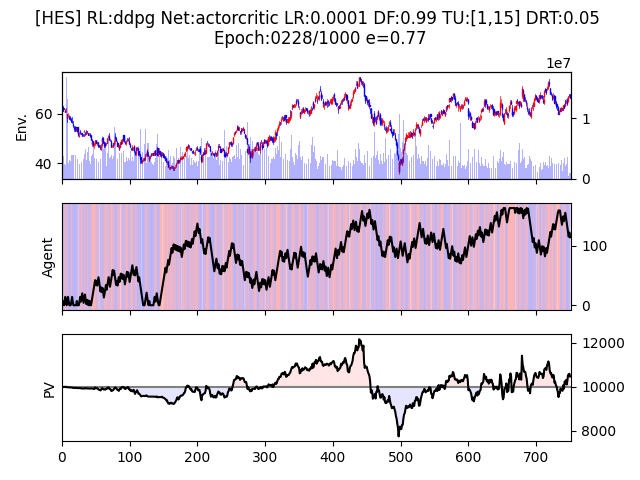 [HES] RL:ddpg Net:actorcritic LR:0.0001 DF:0.99 TU:[1,15] DRT:0.05
Epoch:0228/1000 e=0.77
1e7
60
40
Env.
1
0
Agent
100
0
PV
12000
10000
8000
0 100 200 300 400 500 600 700